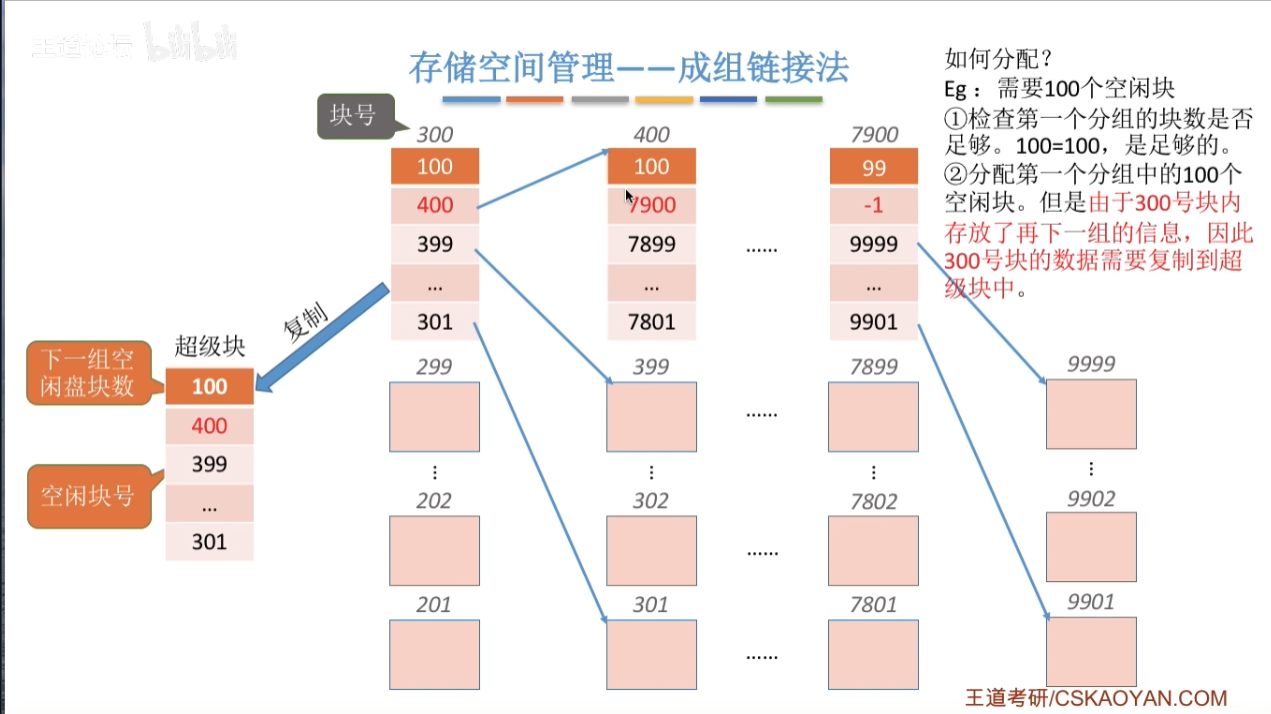 王道论坛 bilibili
存储空间管理——成组链接法
如何分配？
Eg：需要100个空闲块
①检查第一个分组的块数是否
足够。100=100，是足够的。
②分配第一个分组中的100个
空闲块。但是由于300号块内
存放了再下一组的信息，因此
300号块的数据需要复制到超
级块中。
块号
300
100
400
399
...
301
400
100
7900
7899
...
7801
......
7900
99
-1
9999
...
9901
复制
超级块
下一组空
闲盘块数
空闲块号
100
400
399
...
301
299
399
......
7899
9999
⋮
⋮
⋮
⋮
202
302
......
7802
9902
201
301
......
7801
9901
王道考研/CSKAOYAN.COM